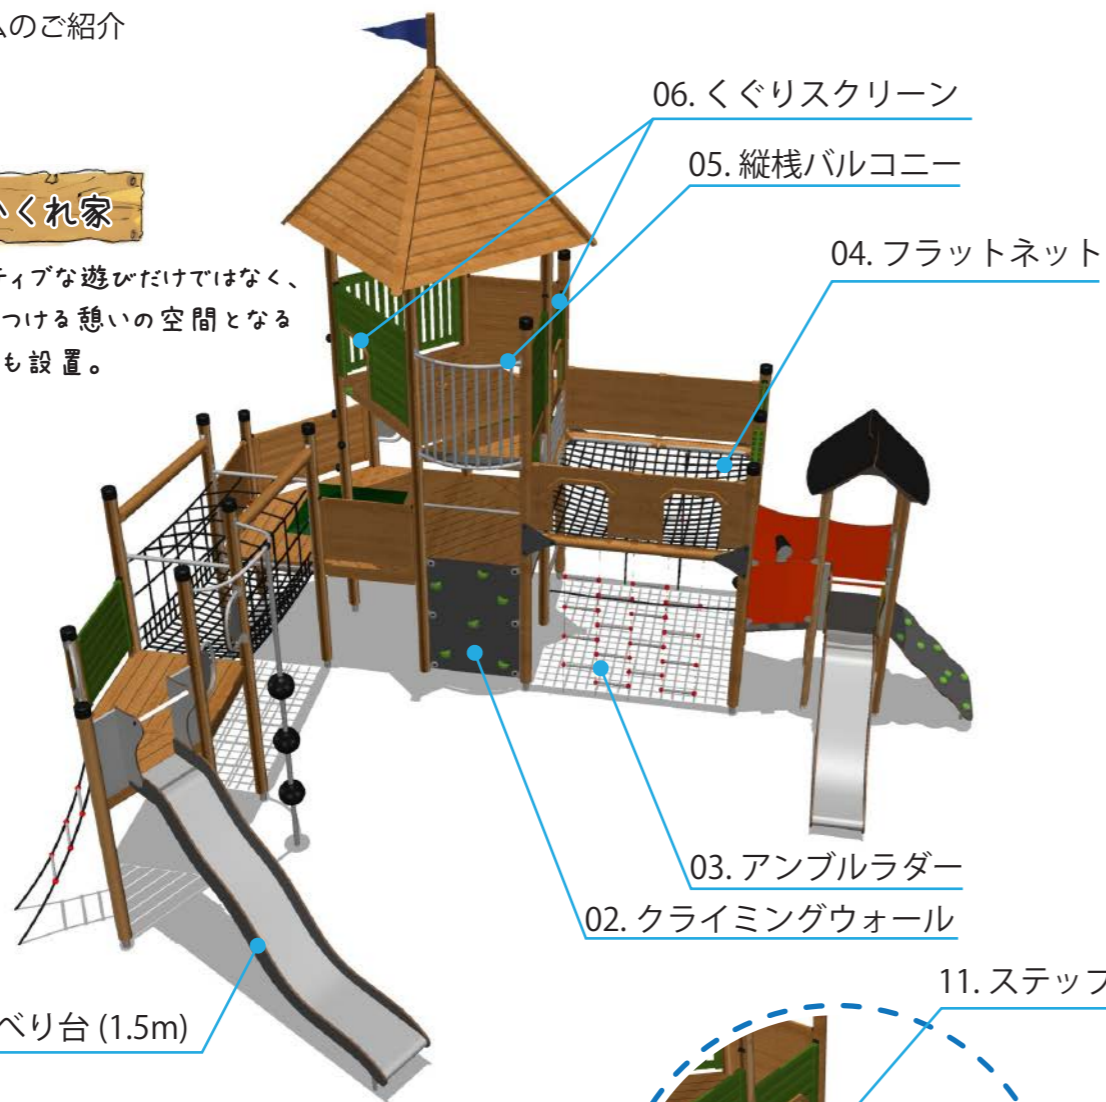 ムのご紹介
06. くぐりスクリーン
05. 縦桟バルコニー
かくれ家
04. フラットネット
ティブな遊びだけではなく、
つける憩いの空間となる
も設置。
03. アンブルラダー
02. クライミングウォール
11. ステップ
べり台 (1.5m)